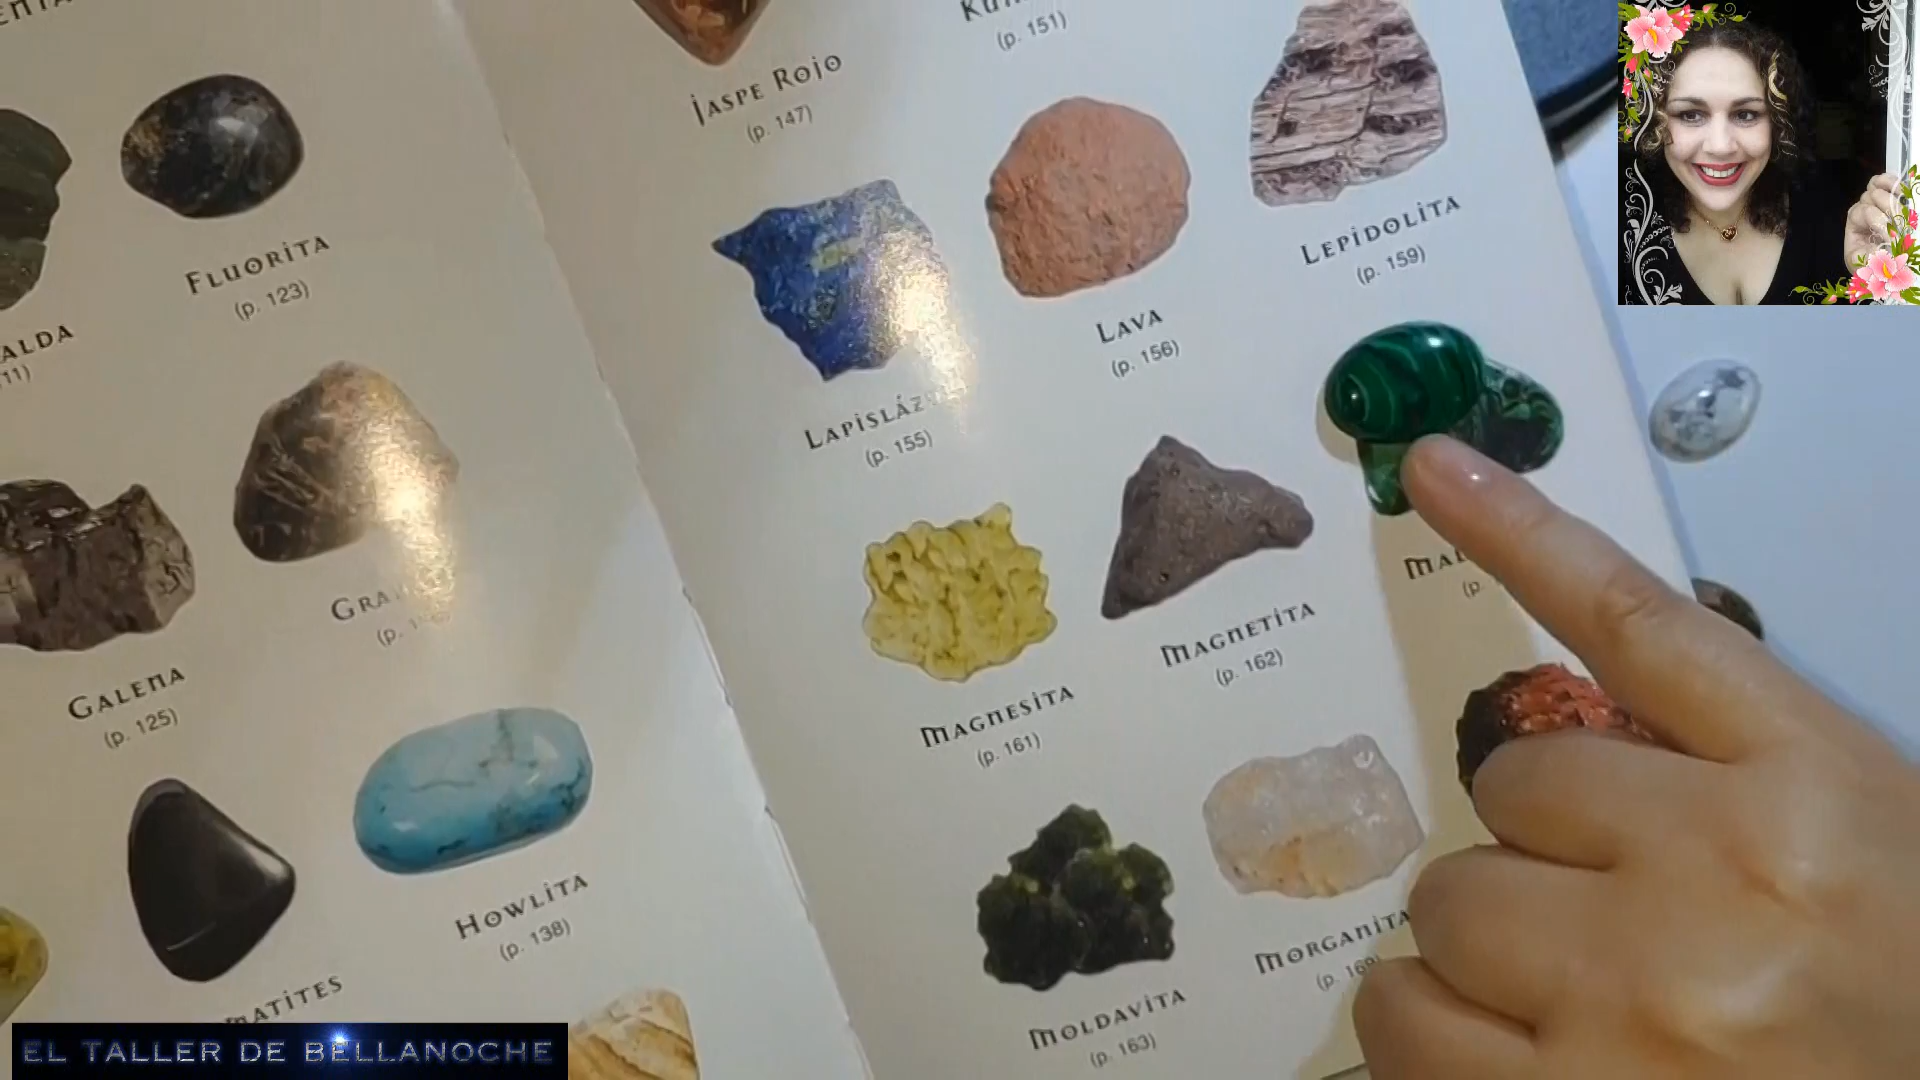 FLUORITA
(p. 123)
GALENA
(p. 125)
HOWLITA
(p. 138)
JASPE ROJO
(p. 147)
(p. 151)
LAVA
(p. 156)
LEPIDOLITA
(p. 159)
(p. 155)
MAGNESITA
(p. 161)
MAGNETITA
(p. 162)
MOLDAVITA
(p. 163)
MORGANITA
EL TALLER DE BELLANOCHE